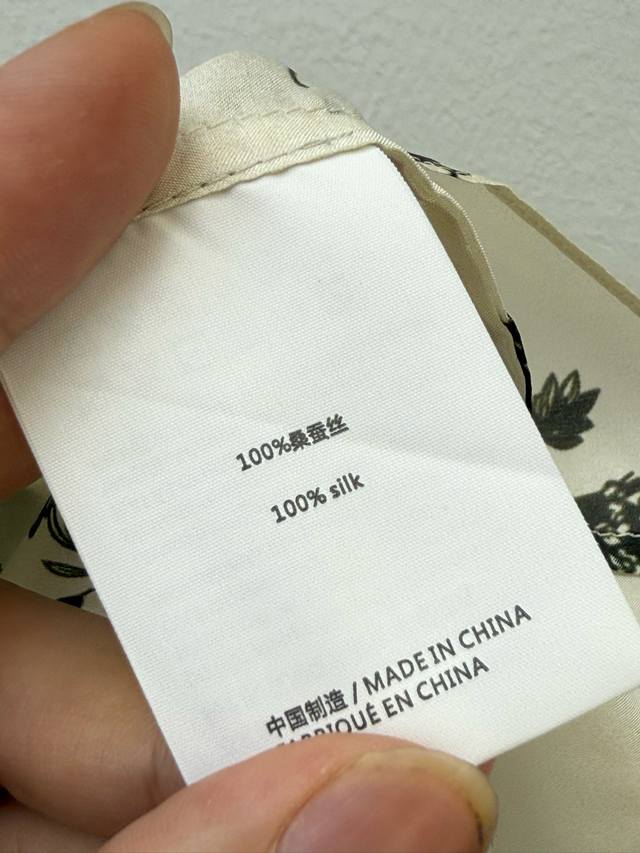 100%桑蚕丝
100% silk
中国制造 / MADE IN CHINA
FABRIQUÉ EN CHINA